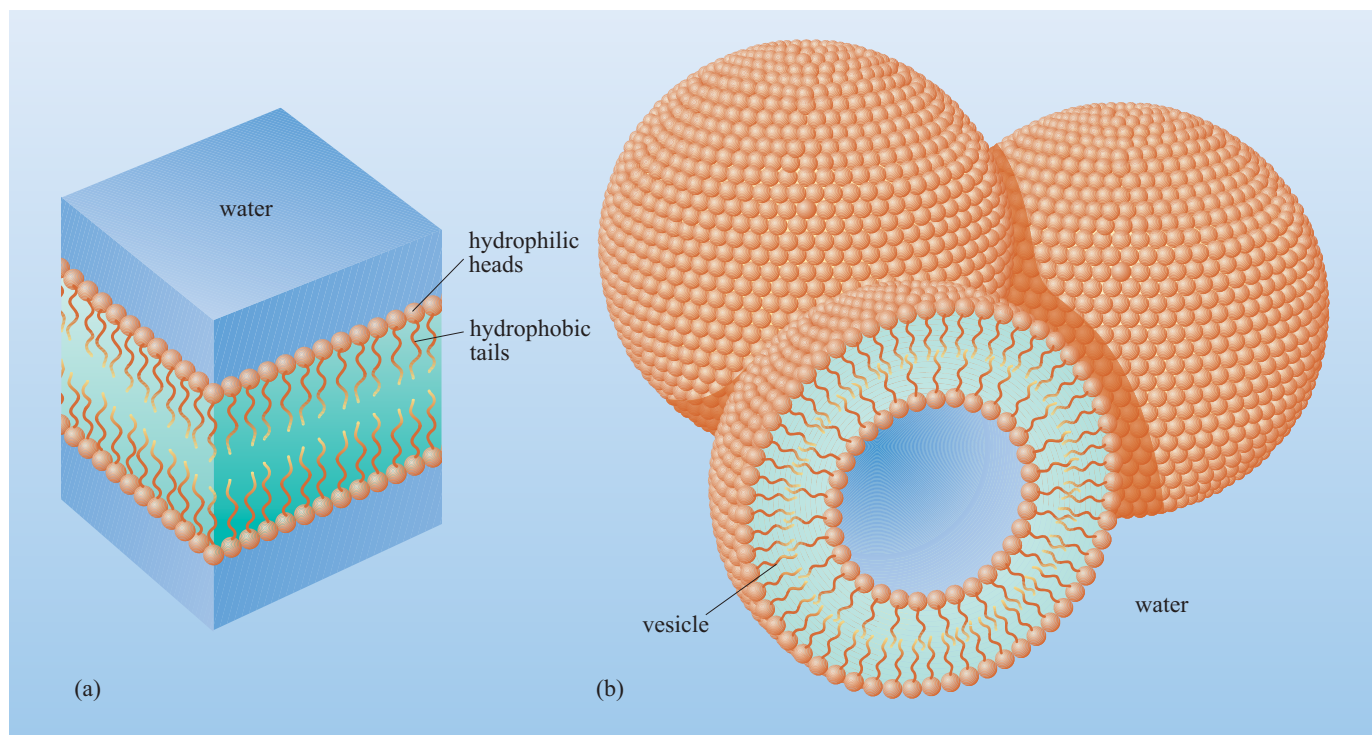 water
hydrophilic
heads
hydrophobic
tails
(a)
vesicle
water
(b)